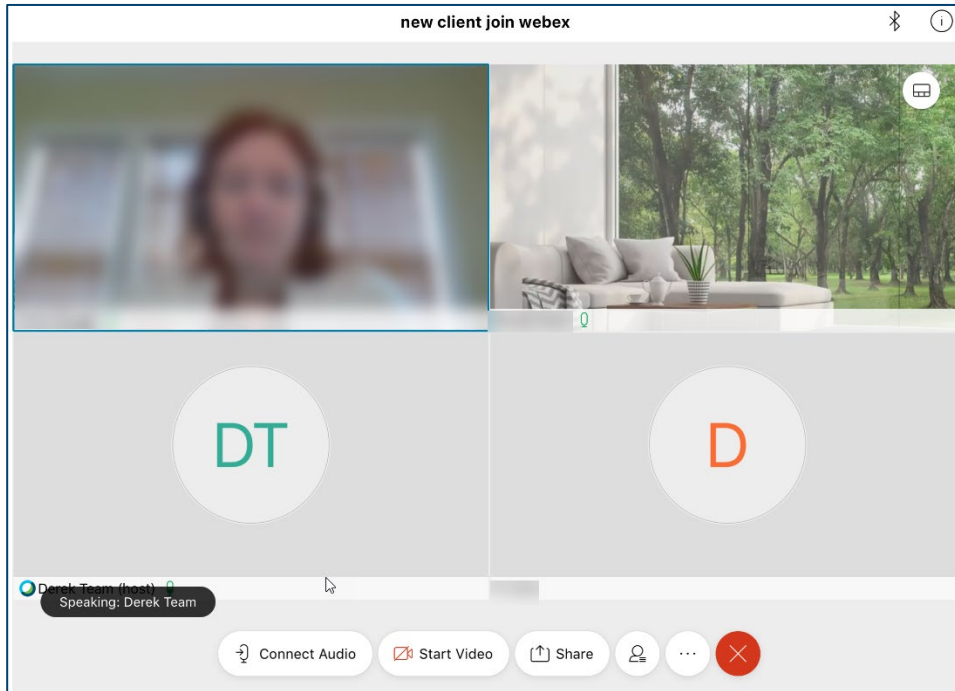 new client join webex
DT
D
Derek Team (host)
Speaking: Derek Team
Connect Audio
Start Video
Share